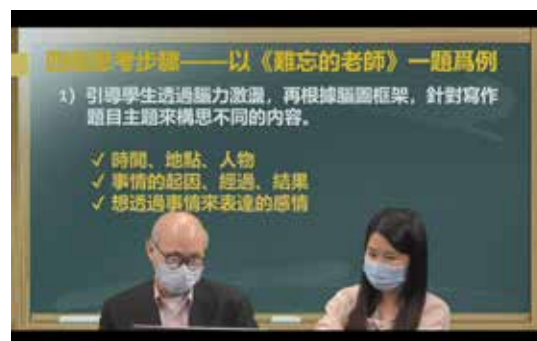 思考步驟——以《難忘的老師》一題爲例
1）引導學生透過腦力激盪，再根據腦圖框架，針對寫作
題目主題來構思不同的內容。
✓ 時間、地點、人物
✓ 事情的起因、經過、結果
✓ 想透過事情來表達的感情